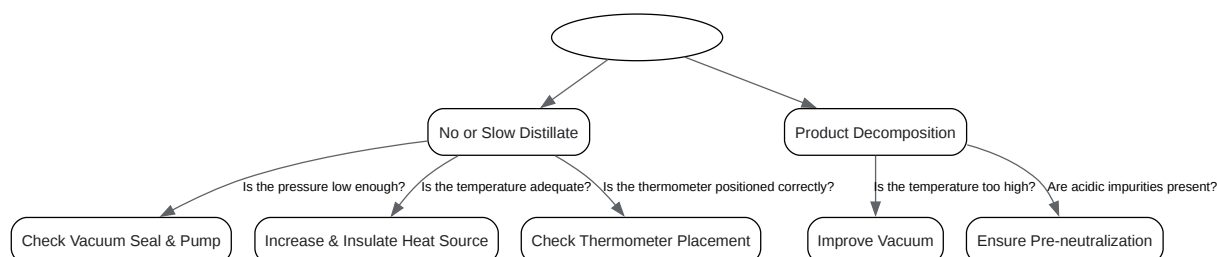 No or Slow Distillate
Product Decomposition
Is the pressure low enough?
Is the temperature adequate?
Is the thermometer positioned correctly?
Is the temperature too high?
Are acidic impurities present?
Check Vacuum Seal & Pump
Increase & Insulate Heat Source
Check Thermometer Placement
Improve Vacuum
Ensure Pre-neutralization